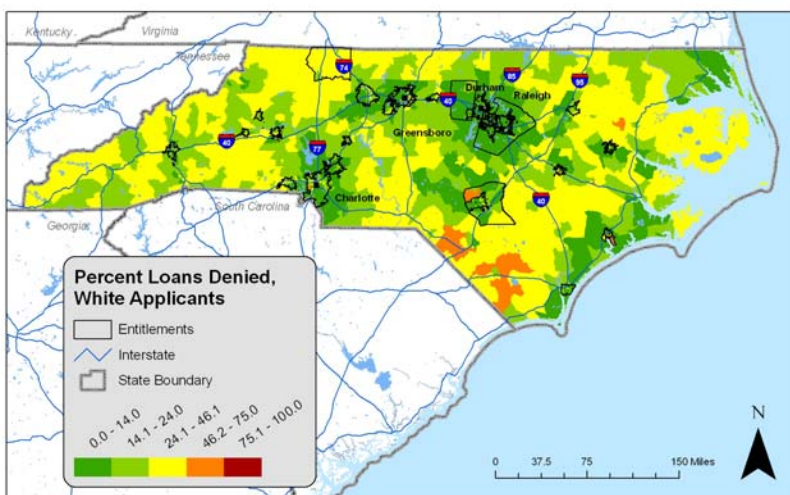 Kentucky
Virginia
Tennessee
74
85
95
Durham
Raleigh
40
Greensboro
40
77
Charlotte
40
South Carolina
Georgia
Percent Loans Denied,
White Applicants
Entitlements
Interstate
State Boundary
0.0 - 14.0
14.1 - 24.0
24.1 - 46.1
46.2 - 75.0
75.1 - 100.0
N
0 37.5 75 150 Miles